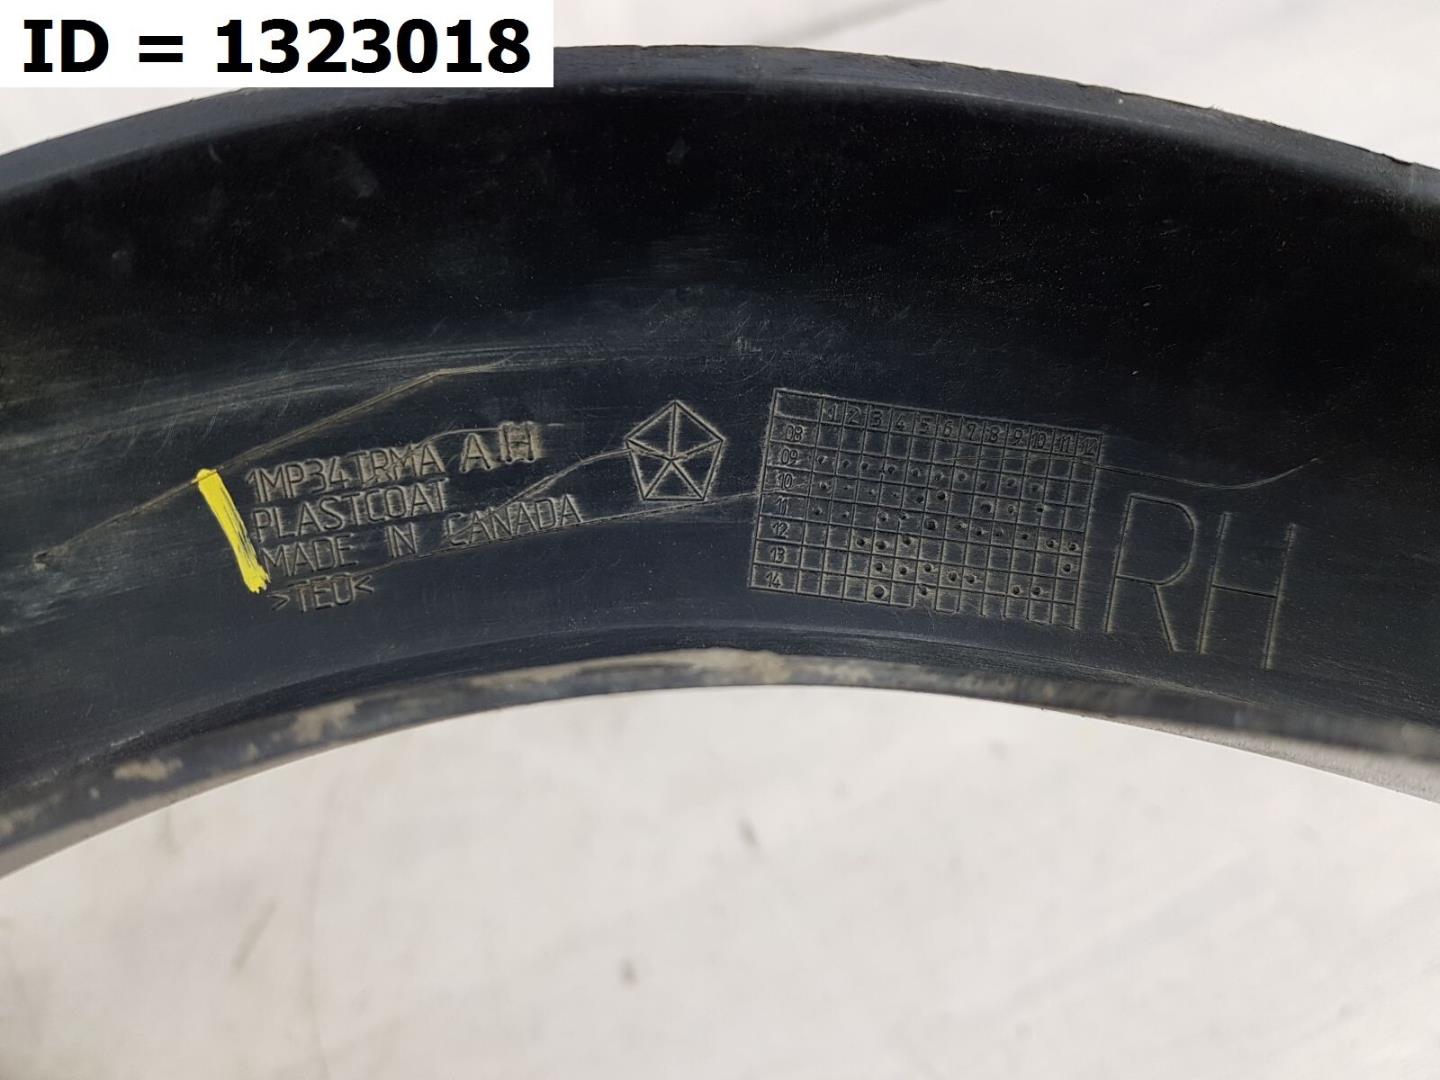 ID = 1323018
1MP34TRMA AH
PLASTCOAT
MADE IN CANADA
>TEO<
1 2 3 4 5 6 7 8 9 10 11 12
08
09
10
11
12
13
14
RH